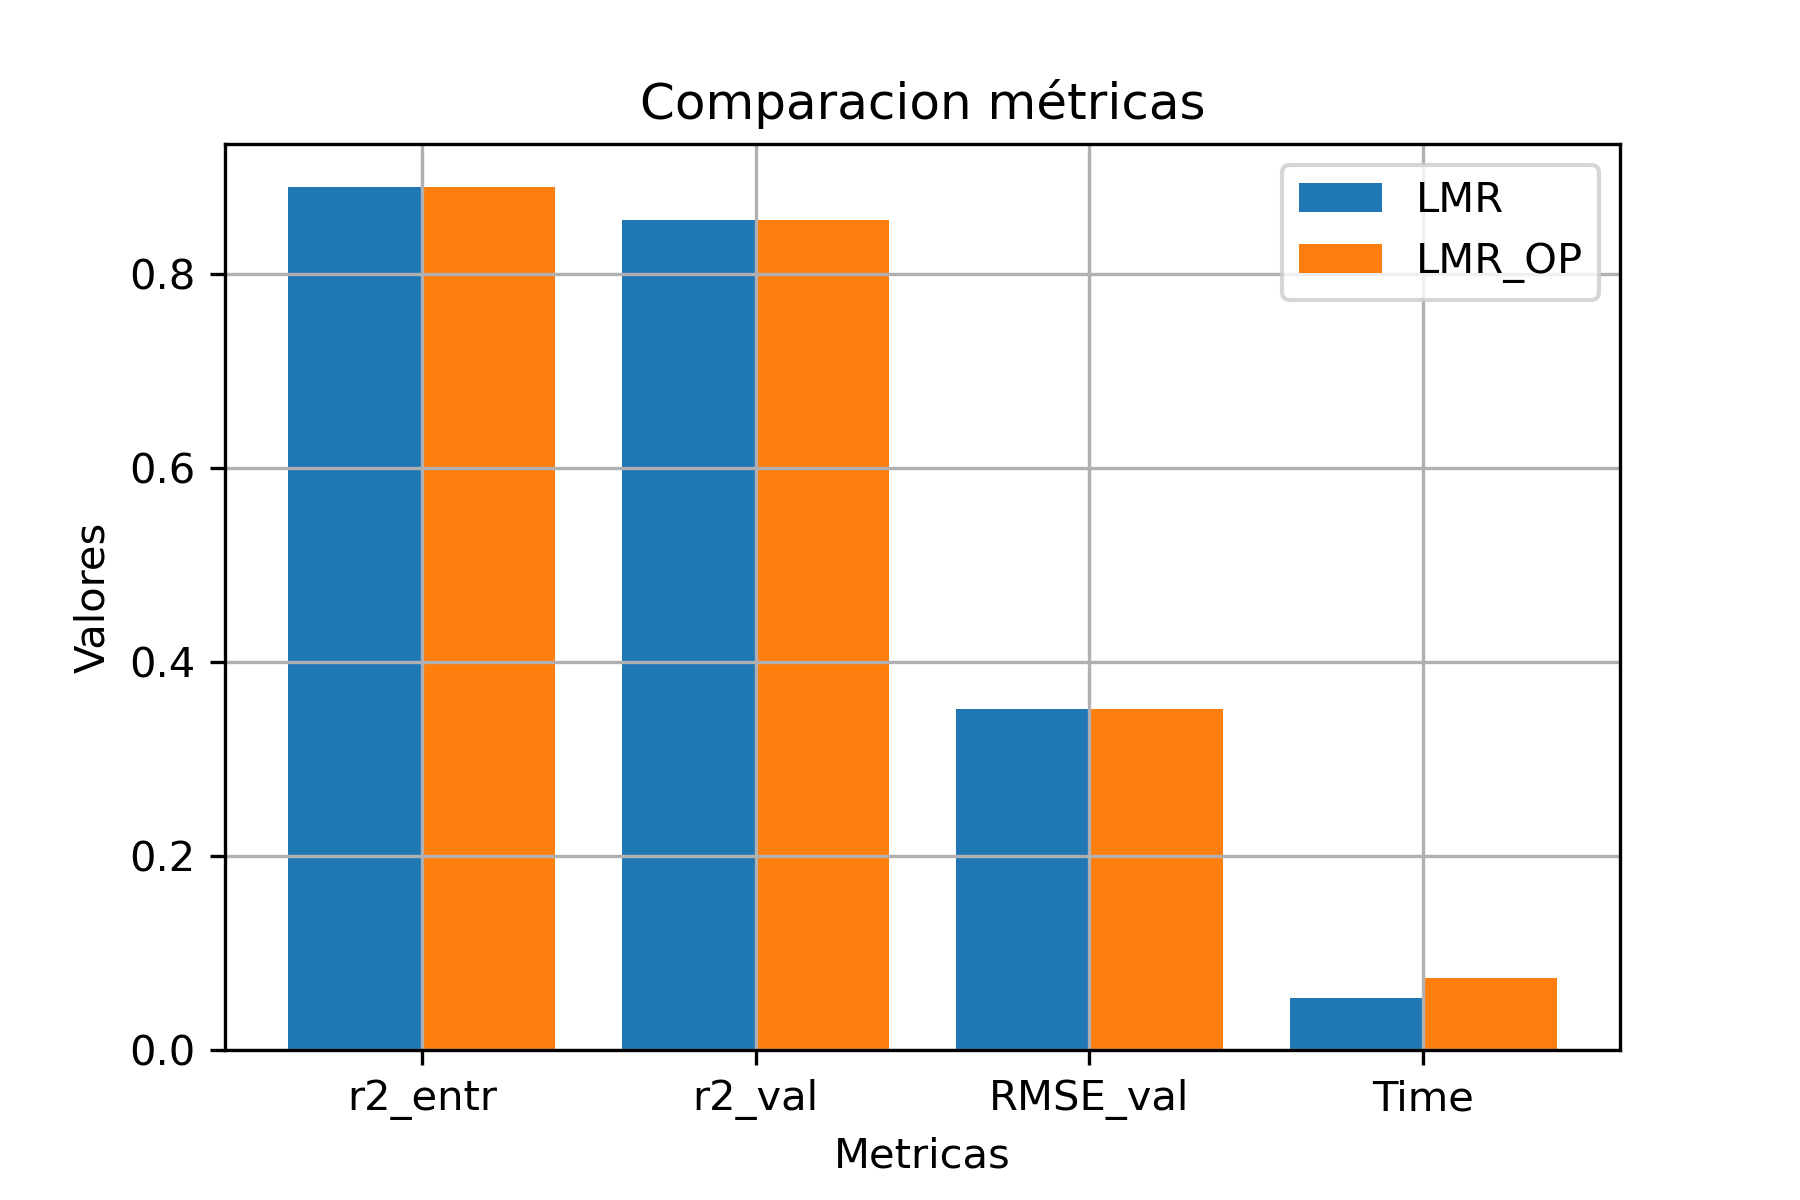 Comparacion métricas
LMR
LMR_OP
Valores
0.8
0.6
0.4
0.2
0.0
r2_entr
r2_val
RMSE_val
Time
Metricas